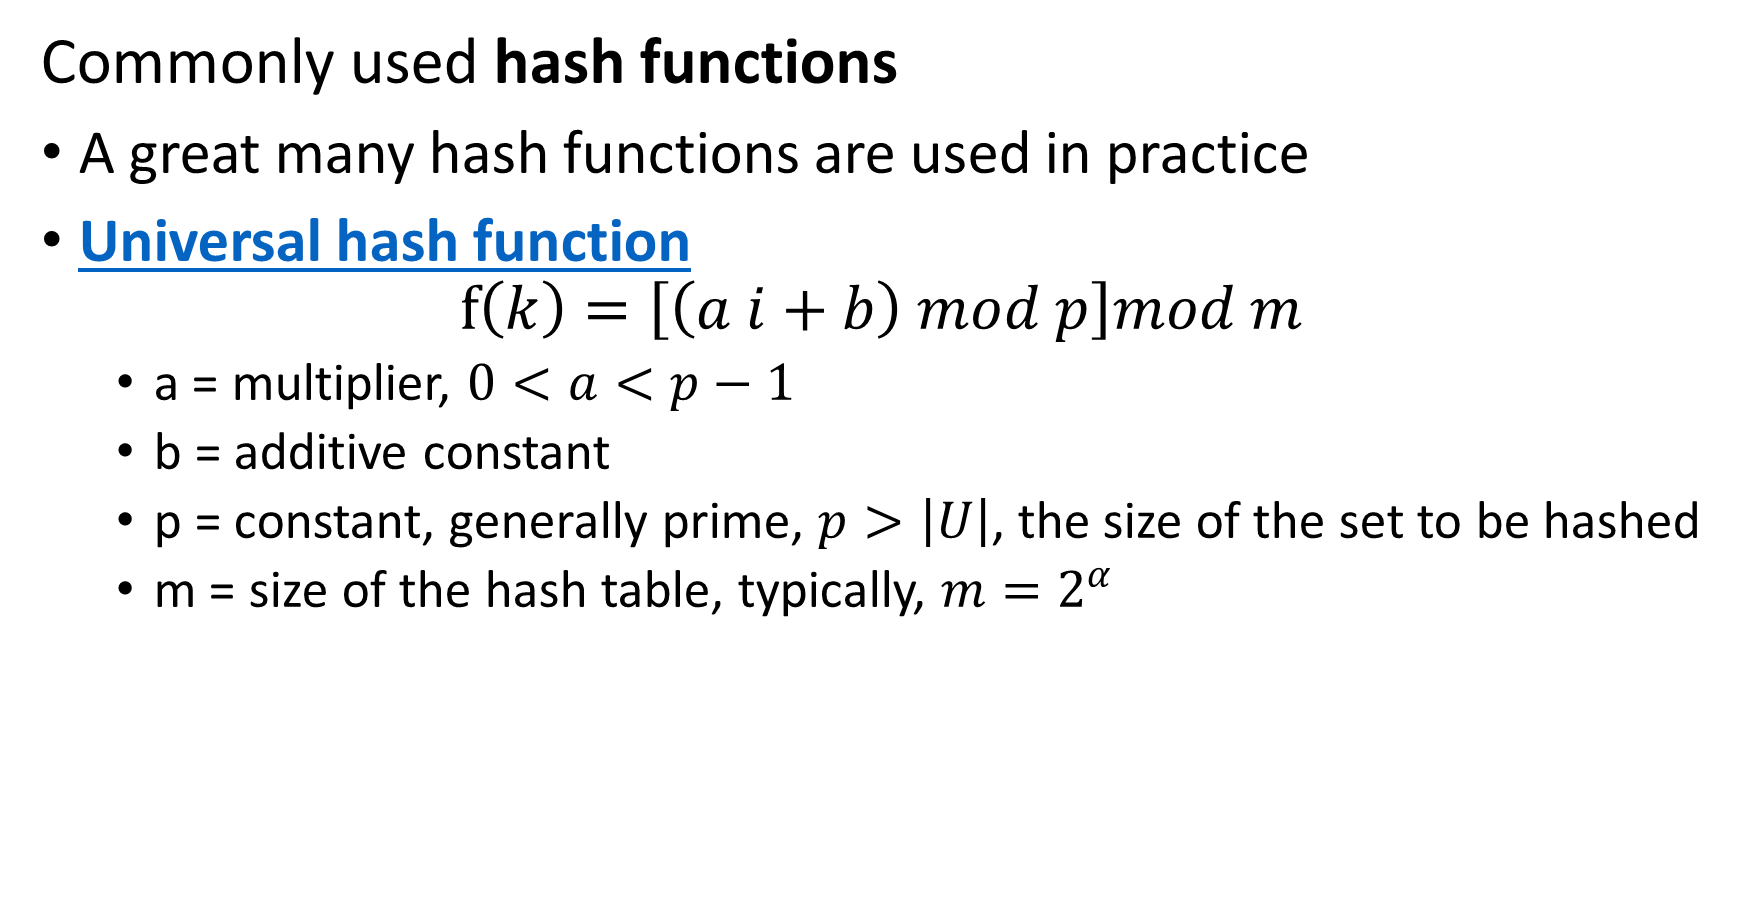 Commonly used hash functions
• A great many hash functions are used in practice
• Universal hash function
f(k) = [(a i + b) mod p]mod m
• a = multiplier, 0 < a < p − 1
• b = additive constant
• p = constant, generally prime, p > |U|, the size of the set to be hashed
• m = size of the hash table, typically, m = 2^α